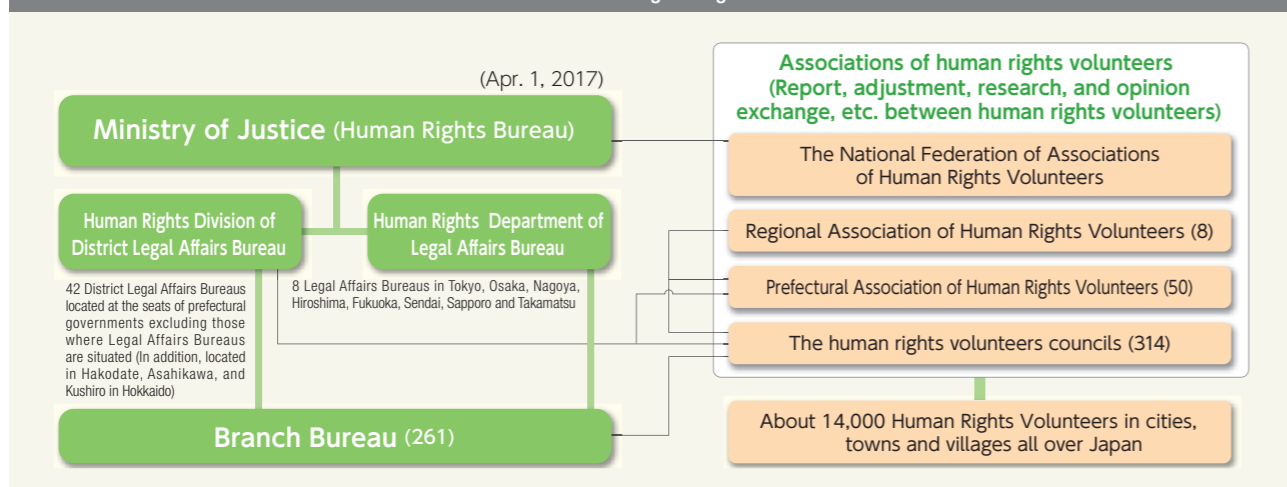 (Apr. 1, 2017)
Ministry of Justice (Human Rights Bureau)
Human Rights Division of
District Legal Affairs Bureau
Human Rights Department of
Legal Affairs Bureau
42 District Legal Affairs Bureaus
located at the seats of prefectural
governments excluding those
where Legal Affairs Bureaus
are situated (In addition, located
in Hakodate, Asahikawa, and
Kushiro in Hokkaido)
8 Legal Affairs Bureaus in Tokyo, Osaka, Nagoya,
Hiroshima, Fukuoka, Sendai, Sapporo and Takamatsu
Branch Bureau (261)
Associations of human rights volunteers
(Report, adjustment, research, and opinion
exchange, etc. between human rights volunteers)
The National Federation of Associations
of Human Rights Volunteers
Regional Association of Human Rights Volunteers (8)
Prefectural Association of Human Rights Volunteers (50)
The human rights volunteers councils (314)
About 14,000 Human Rights Volunteers in cities,
towns and villages all over Japan